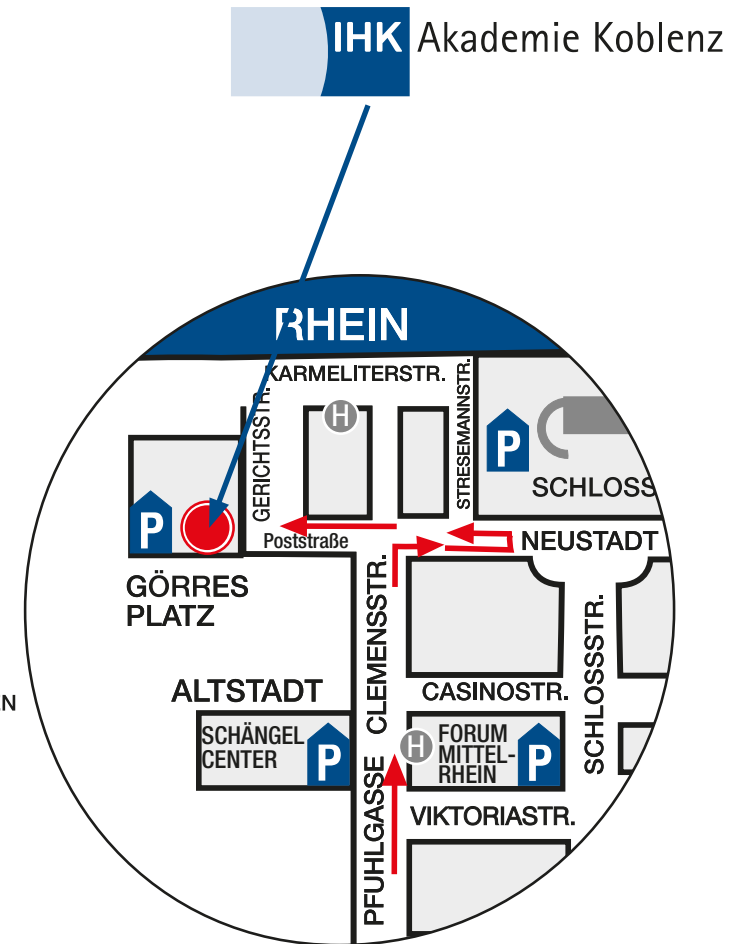 IHK Akademie Koblenz
RHEIN
KARMELITERSTR.
GERICHTSSTR.
H
STRESEMANNSTR.
P
SCHLOSS
P
Poststraße
NEUSTADT
GÖRRES
PLATZ
CLEMENSSTR.
SCHLOSSSTR.
ALTSTADT
CASINOSTR.
EN
SCHÄNGEL
CENTER
P
H
FORUM
MITTEL-
RHEIN
P
PFUHLGASSE
VIKTORIASTR.